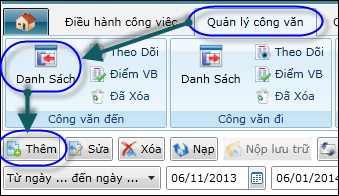 Điều hành công việc Quản lý công văn
Theo Dõi Theo Dõi
Danh Sách Điểm VB Danh Sách Điểm VB
Đã Xóa Đã Xóa
Công văn đến Công văn đi
Thêm Sửa Xóa Nạp Nộp lưu trữ
Từ ngày ... đến ngày ... 06/11/2013 06/01/2014